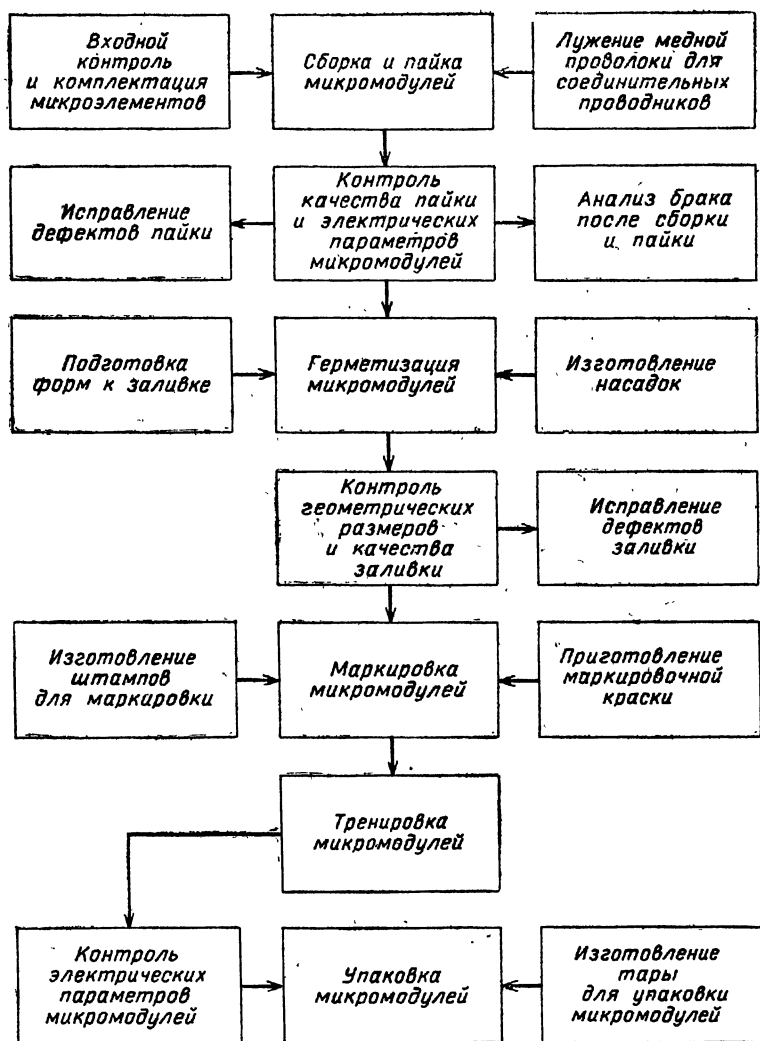 Входной
контроль
и комплектация
микроэлементов
Сборка и пайка
микромодулей
Лужение медной
проволоки для
соединительных
проводников
Исправление
дефектов пайки
Контроль
качества пайки
и электрических
параметров
микромодулей
Анализ брака
после сборки
и пайки
Подготовка
форм к заливке
Герметизация
микромодулей
Изготовление
насадок
Контроль
геометрических
размеров
и качества
заливки
Исправление
дефектов
заливки
Изготовление
штампов
для маркировки
Маркировка
микромодулей
Приготовление
маркировочной
краски
Тренировка
микромодулей
Контроль
электрических
параметров
микромодулей
Упаковка
микромодулей
Изготовление
тары
для упаковки
микромодулей